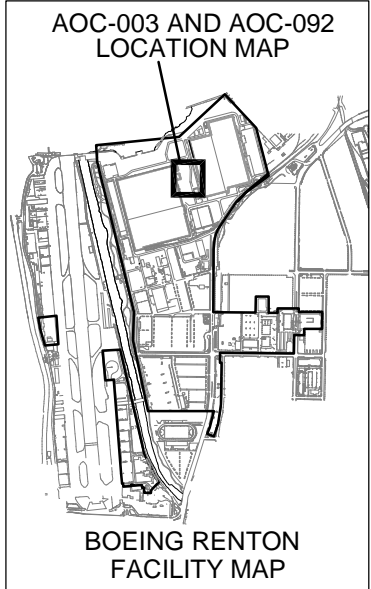 AOC-003 AND AOC-092
LOCATION MAP
BOEING RENTON
FACILITY MAP